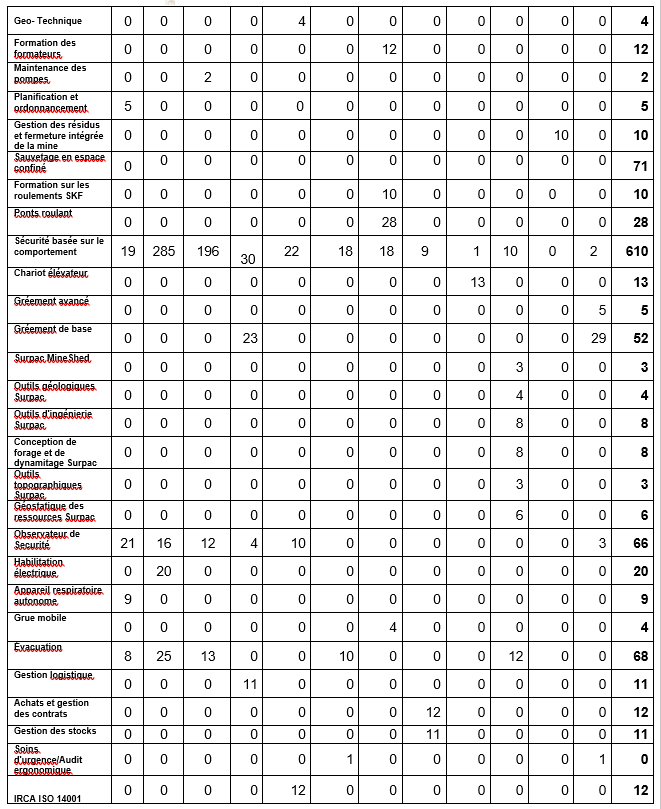 Geo- Technique 0 0 0 0 4 0 0 0 0 0 0 0 4
Formation des
formateurs 0 0 0 0 0 0 12 0 0 0 0 0 12
Maintenance des
pompes 0 0 2 0 0 0 0 0 0 0 0 0 2
Planification et
ordonnancement 5 0 0 0 0 0 0 0 0 0 0 0 5
Gestion des résidus
et fermeture intégrée
de la mine 0 0 0 0 0 0 0 0 0 0 10 0 10
Sauvetage en espace
confiné 0 0 0 0 0 0 0 0 0 0 0 0 71
Formation sur les
roulements SKF 0 0 0 0 0 0 10 0 0 0 0 0 10
Ponts roulant 0 0 0 0 0 0 28 0 0 0 0 0 28
Sécurité basée sur le
comportement 19 285 196 30 22 18 18 9 1 10 0 2 610
Chariot élévateur 0 0 0 0 0 0 0 0 13 0 0 0 13
Gréement avancé 0 0 0 0 0 0 0 0 0 0 0 5 5
Gréement de base 0 0 0 23 0 0 0 0 0 0 0 29 52
Surpac MineShed 0 0 0 0 0 0 0 0 0 3 0 0 3
Outils géologiques
Surpac 0 0 0 0 0 0 0 0 0 4 0 0 4
Outils d'ingénierie
Surpac 0 0 0 0 0 0 0 0 0 8 0 0 8
Conception de
forage et de
dynamitage Surpac 0 0 0 0 0 0 0 0 0 8 0 0 8
Outils
topographiques
Surpac 0 0 0 0 0 0 0 0 0 3 0 0 3
Géostatique des
ressources Surpac 0 0 0 0 0 0 0 0 0 6 0 0 6
Observateur de
Securité 21 16 12 4 10 0 0 0 0 0 0 3 66
Habilitation
électrique 0 20 0 0 0 0 0 0 0 0 0 0 20
Appareil respiratoire
autonome 9 0 0 0 0 0 0 0 0 0 0 0 9
Grue mobile 0 0 0 0 0 0 4 0 0 0 0 0 4
Évacuation 8 25 13 0 0 10 0 0 0 12 0 0 68
Gestion logistique 0 0 0 11 0 0 0 0 0 0 0 0 11
Achats et gestion
des contrats 0 0 0 0 0 0 0 12 0 0 0 0 12
Gestion des stocks 0 0 0 0 0 0 0 11 0 0 0 0 11
Soins
d'urgence/Audit
ergonomique 0 0 0 0 0 1 0 0 0 0 0 1 0
IRCA ISO 14001 0 0 0 0 12 0 0 0 0 0 0 0 12